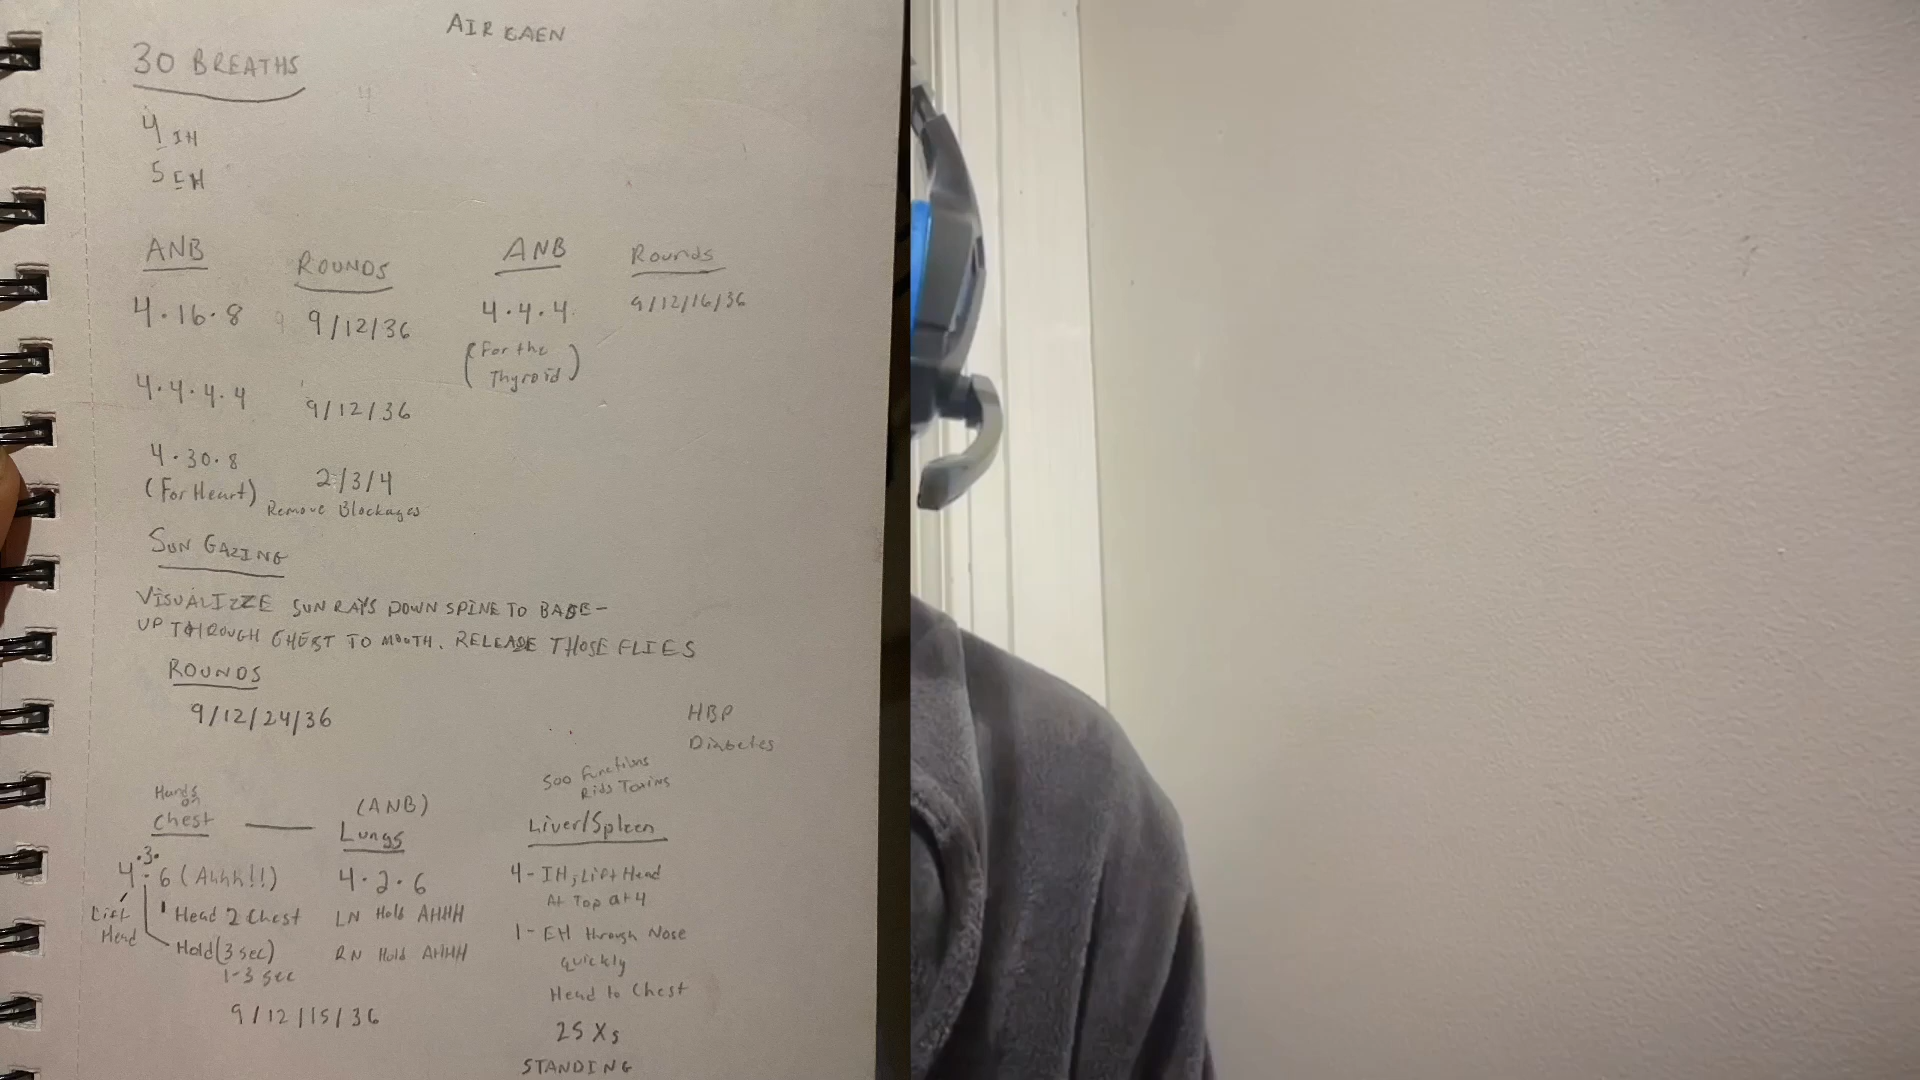 AIR GAEN
30 BREATHS
4 IH
5 EH
ANB ROUNDS
4·16·8 9/12/36
4·4·4·4 9/12/36
4·30·8
(For Heart)
2/3/4
Remove Blockages
ANB Rounds
4·4·4 9/12/16/36
(For the
Thyroid)
SUN GAZING
VISUALIZZE SUN RAYS DOWN SPINE TO BASE-
UP THROUGH CHEST TO MOUTH. RELEASE THOSE FLIES
ROUNDS
9/12/24/36
HBP
Diabetes
Hands
on
Chest
4·3·6 (Ahhh!!)
Lift
Head
Head 2 Chest
Hold (3 sec)
1-3 sec
9/12/15/36
(ANB)
Lungs
4·2·6
LN Hold AHHH
RN Hold AHHH
500 Functions
Rids Toxins
Liver/Spleen
4- IH, Lift Head
At Top at 4
1- EH through Nose
quickly
Head to Chest
25 Xs
STANDING